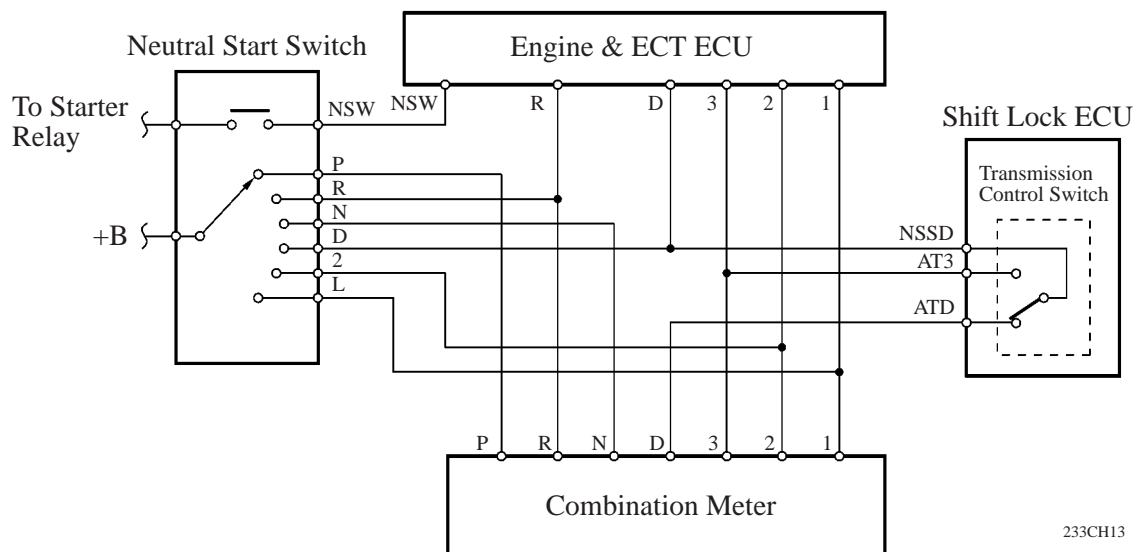 Neutral Start Switch
Engine & ECT ECU
To Starter
Relay
NSW
NSW
R
D
3
2
1
Shift Lock ECU
Transmission
Control Switch
P
R
N
D
2
L
+B
NSSD
AT3
ATD
P
R
N
D
3
2
1
Combination Meter
233CH13